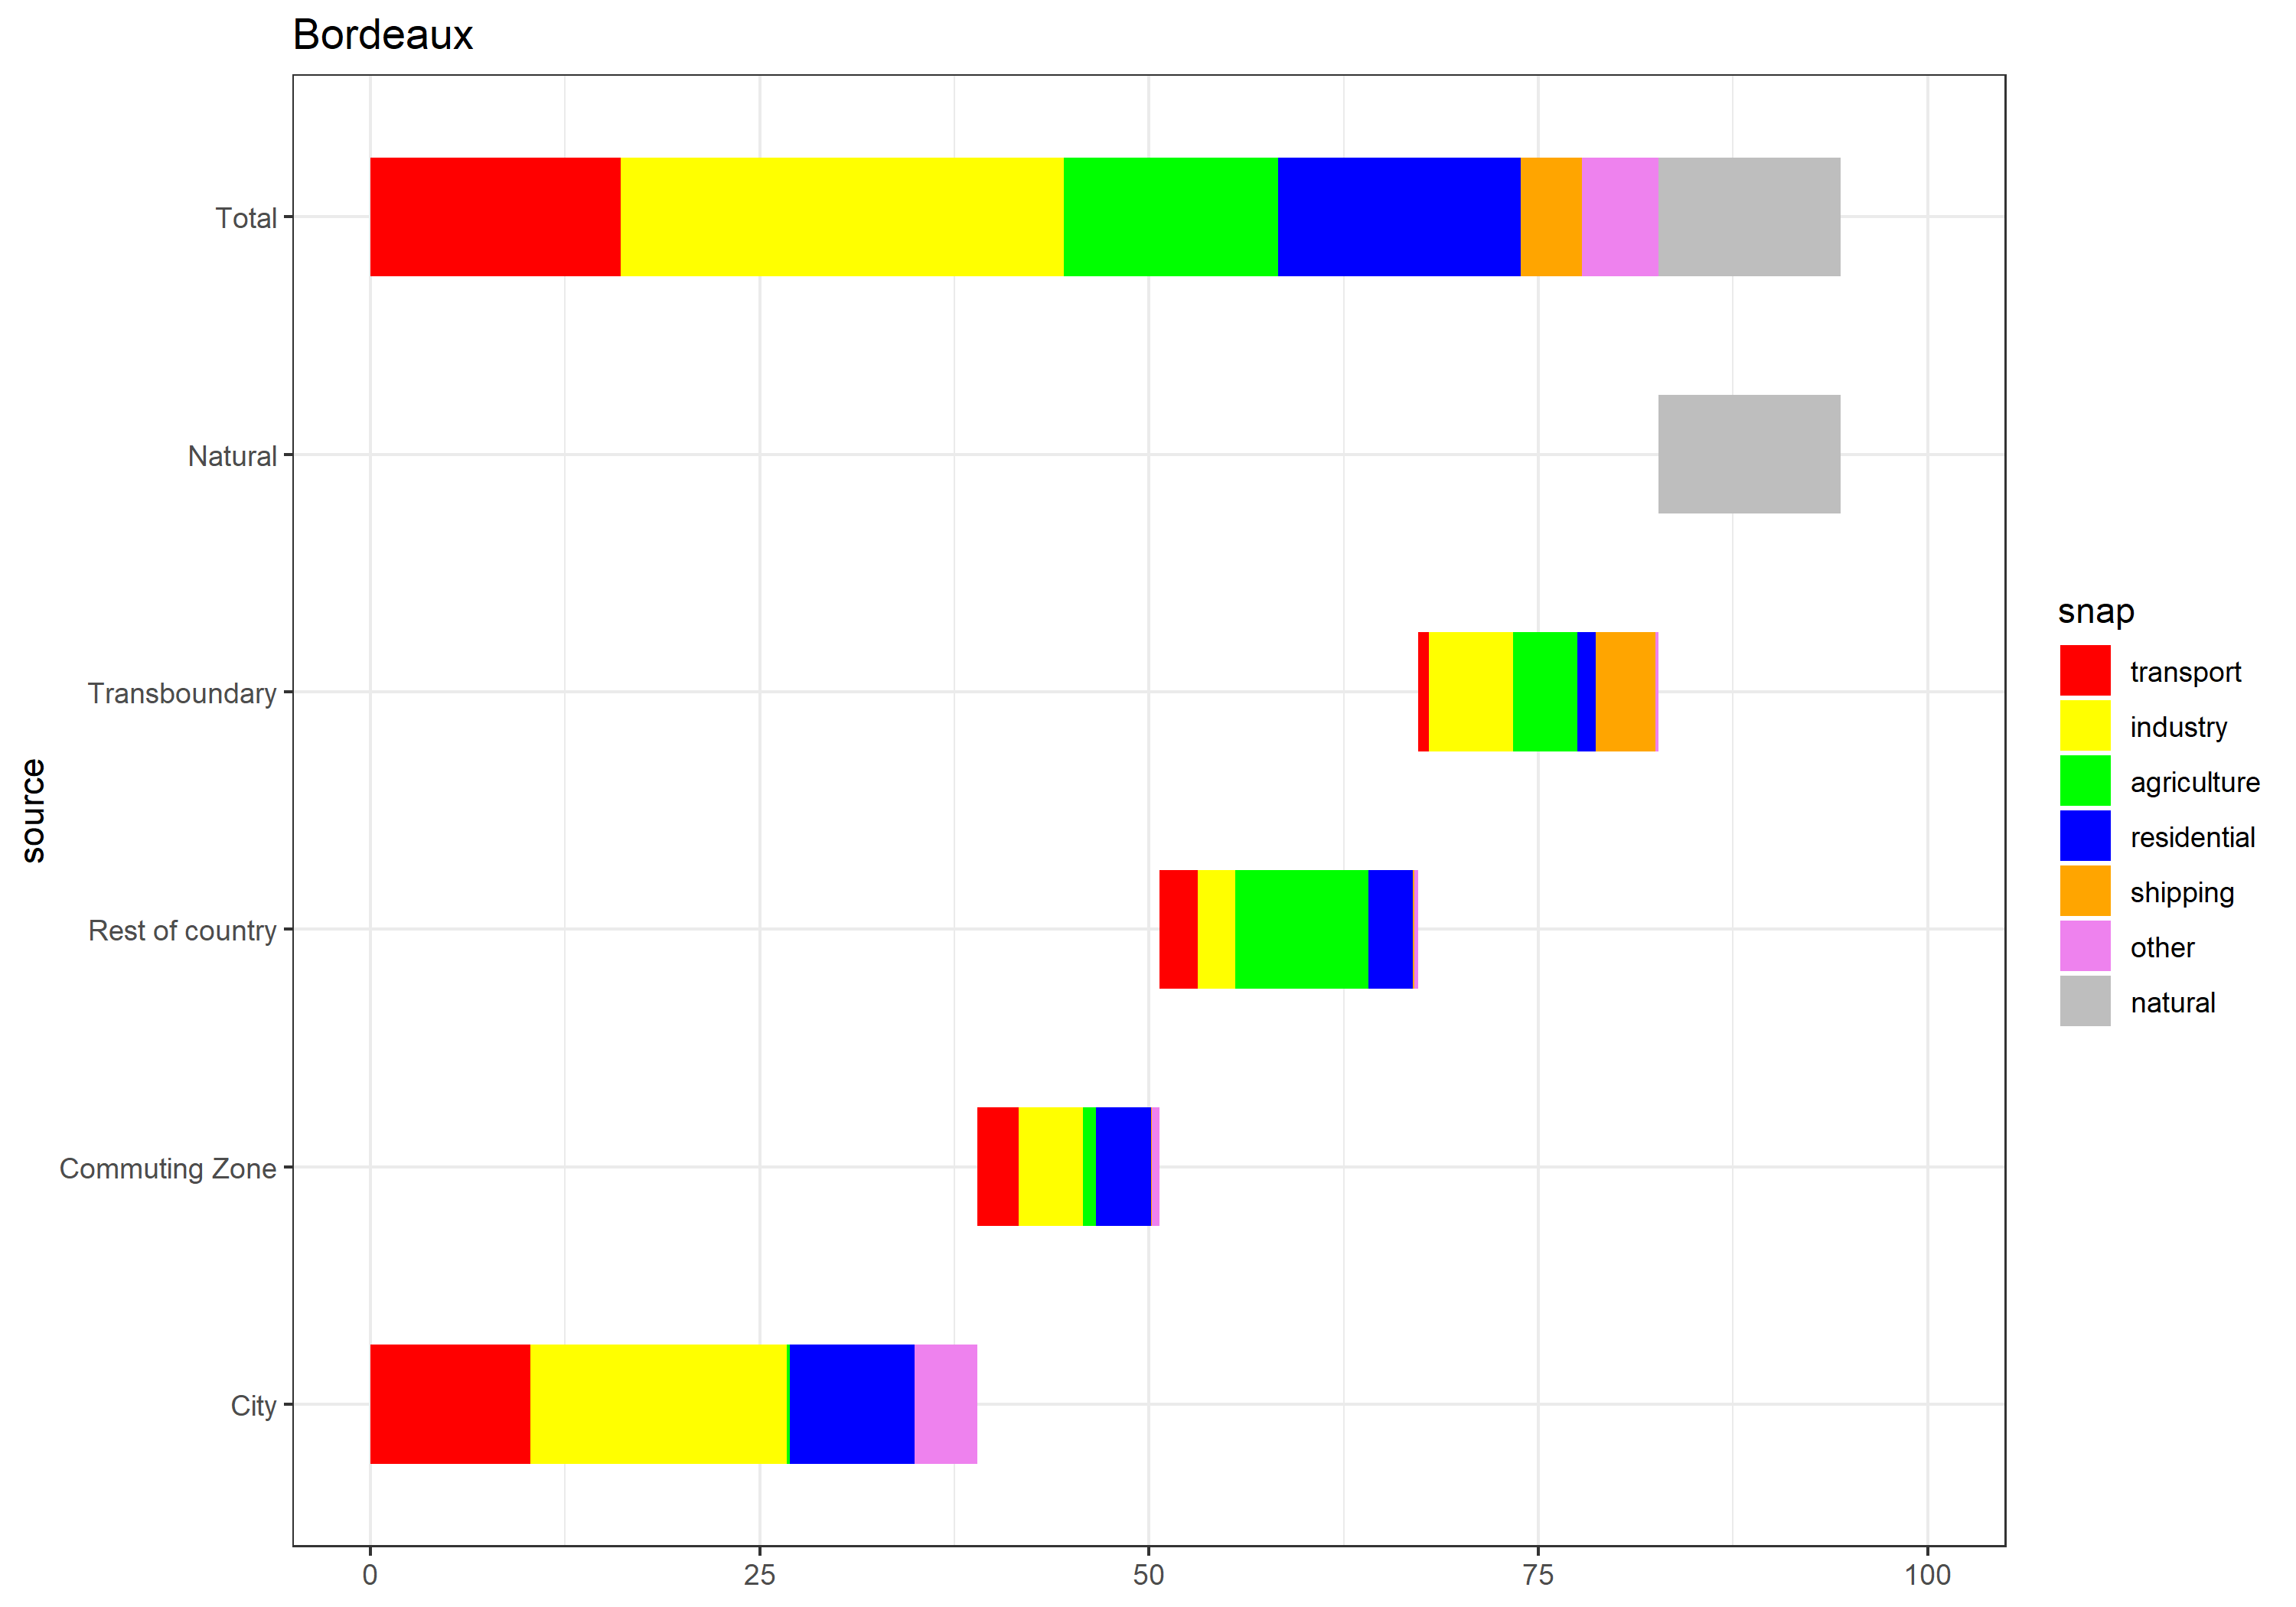 Bordeaux
Total
Natural
Transboundary
Rest of country
Commuting Zone
City
source
0 25 50 75 100
snap
transport
industry
agriculture
residential
shipping
other
natural